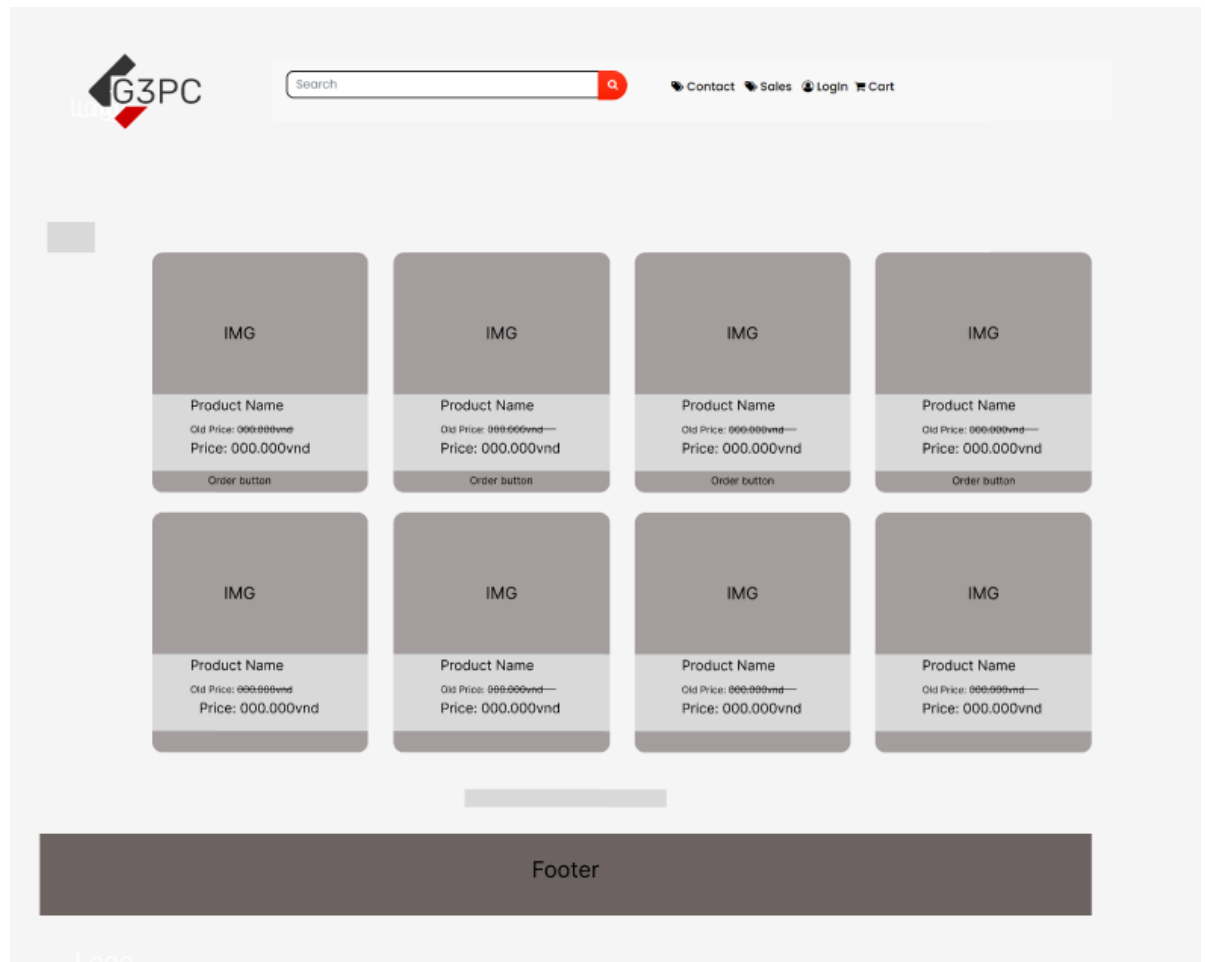 G3PC
Search
Contact Sales Login Cart
IMG IMG IMG IMG
Product Name Product Name Product Name Product Name
Old Price: 000.000vnd Old Price: 000.000vnd Old Price: 000.000vnd Old Price: 000.000vnd
Price: 000.000vnd Price: 000.000vnd Price: 000.000vnd Price: 000.000vnd
Order button Order button Order button Order button
IMG IMG IMG IMG
Product Name Product Name Product Name Product Name
Old Price: 000.000vnd Old Price: 000.000vnd Old Price: 000.000vnd Old Price: 000.000vnd
Price: 000.000vnd Price: 000.000vnd Price: 000.000vnd Price: 000.000vnd
Footer
Logo